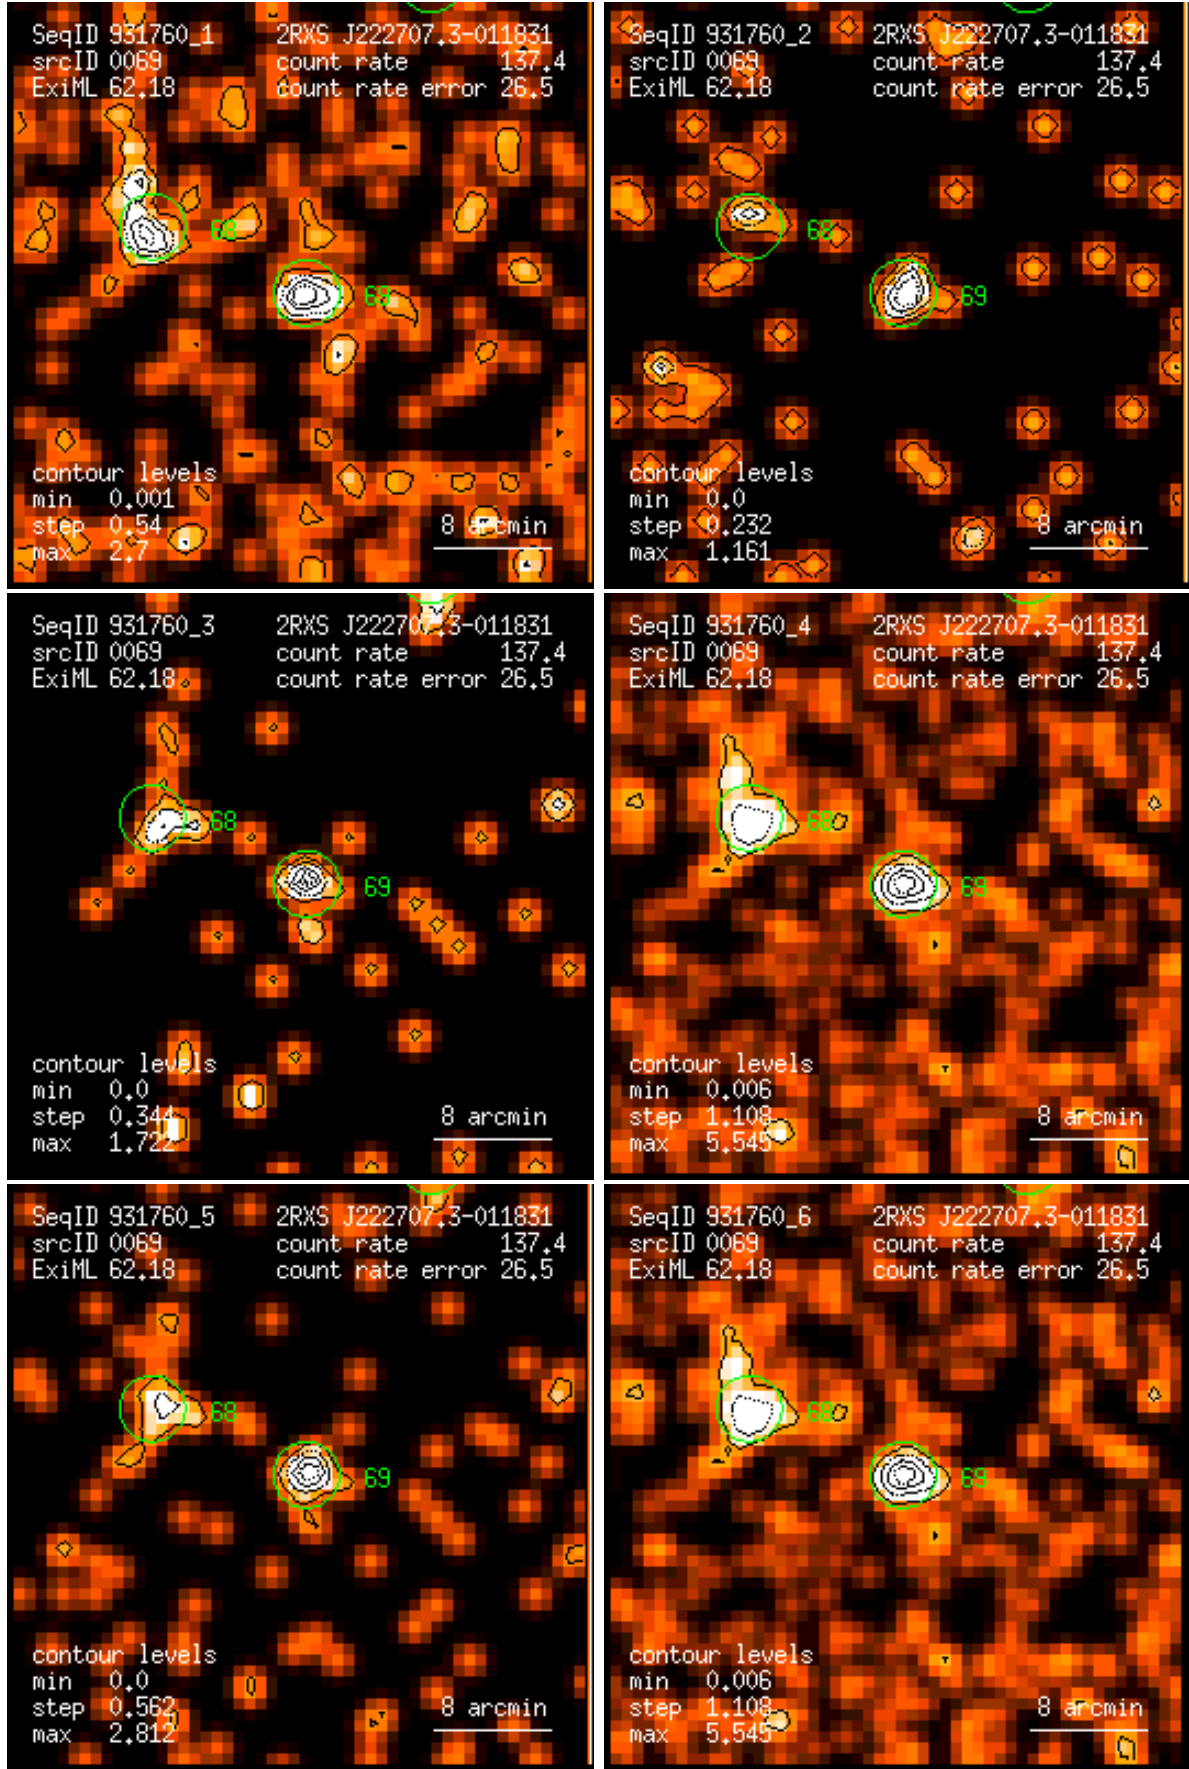 SeqID 931760_1 2RXS J222707.3-011831
srcID 0069 count rate 137.4
ExiML 62.18 count rate error 26.5
68
69
contour levels
min 0.001
step 0.54 8 arcmin
max 2.7
SeqID 931760_2 2RXS J222707.3-011831
srcID 0069 count rate 137.4
ExiML 62.18 count rate error 26.5
68
69
contour levels
min 0.0
step 0.232 8 arcmin
max 1.161
SeqID 931760_3 2RXS J222707.3-011831
srcID 0069 count rate 137.4
ExiML 62.18 count rate error 26.5
68
69
contour levels
min 0.0
step 0.344 8 arcmin
max 1.722
SeqID 931760_4 2RXS J222707.3-011831
srcID 0069 count rate 137.4
ExiML 62.18 count rate error 26.5
68
69
contour levels
min 0.006
step 1.108 8 arcmin
max 5.545
SeqID 931760_5 2RXS J222707.3-011831
srcID 0069 count rate 137.4
ExiML 62.18 count rate error 26.5
68
69
contour levels
min 0.0
step 0.562 8 arcmin
max 2.812
SeqID 931760_6 2RXS J222707.3-011831
srcID 0069 count rate 137.4
ExiML 62.18 count rate error 26.5
68
69
contour levels
min 0.006
step 1.108 8 arcmin
max 5.545